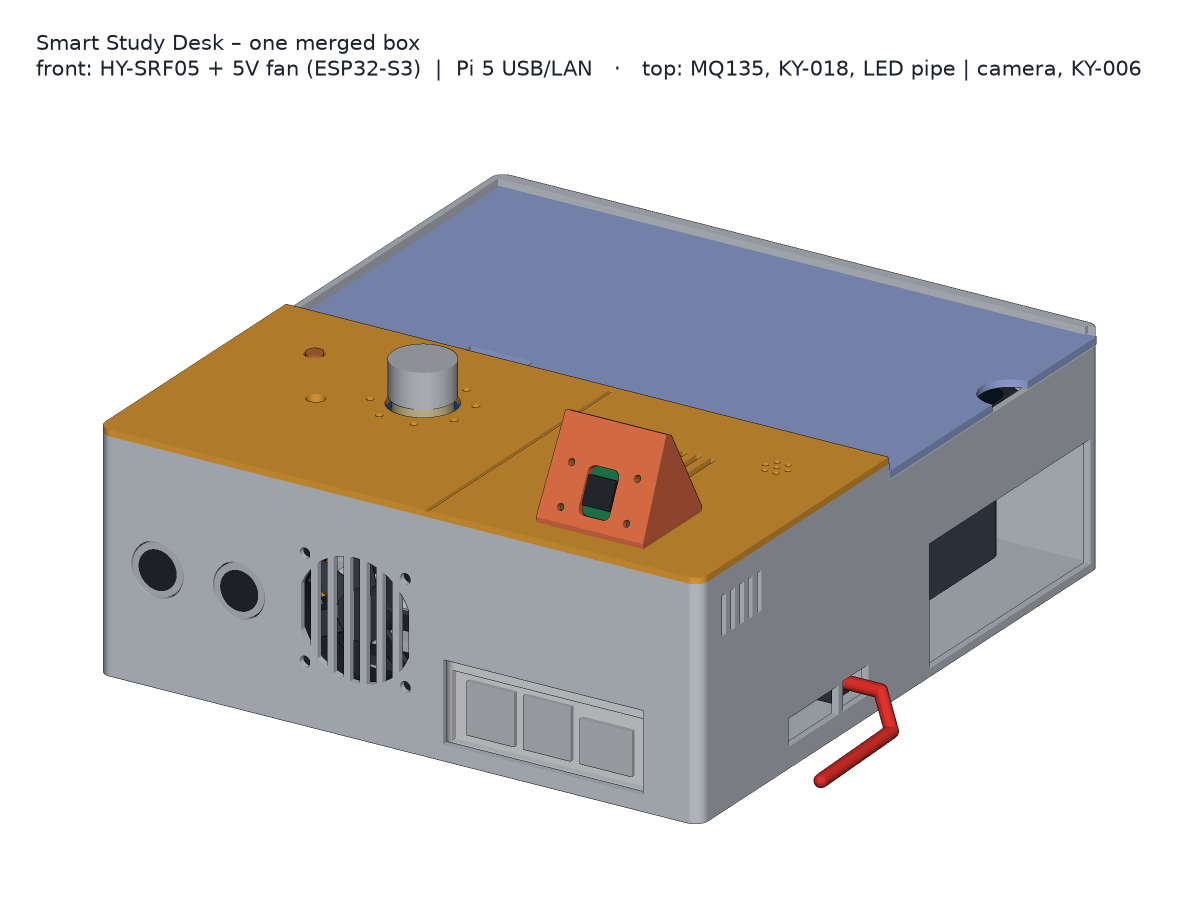 Smart Study Desk – one merged box
front: HY-SRF05 + 5V fan (ESP32-S3) | Pi 5 USB/LAN · top: MQ135, KY-018, LED pipe | camera, KY-006